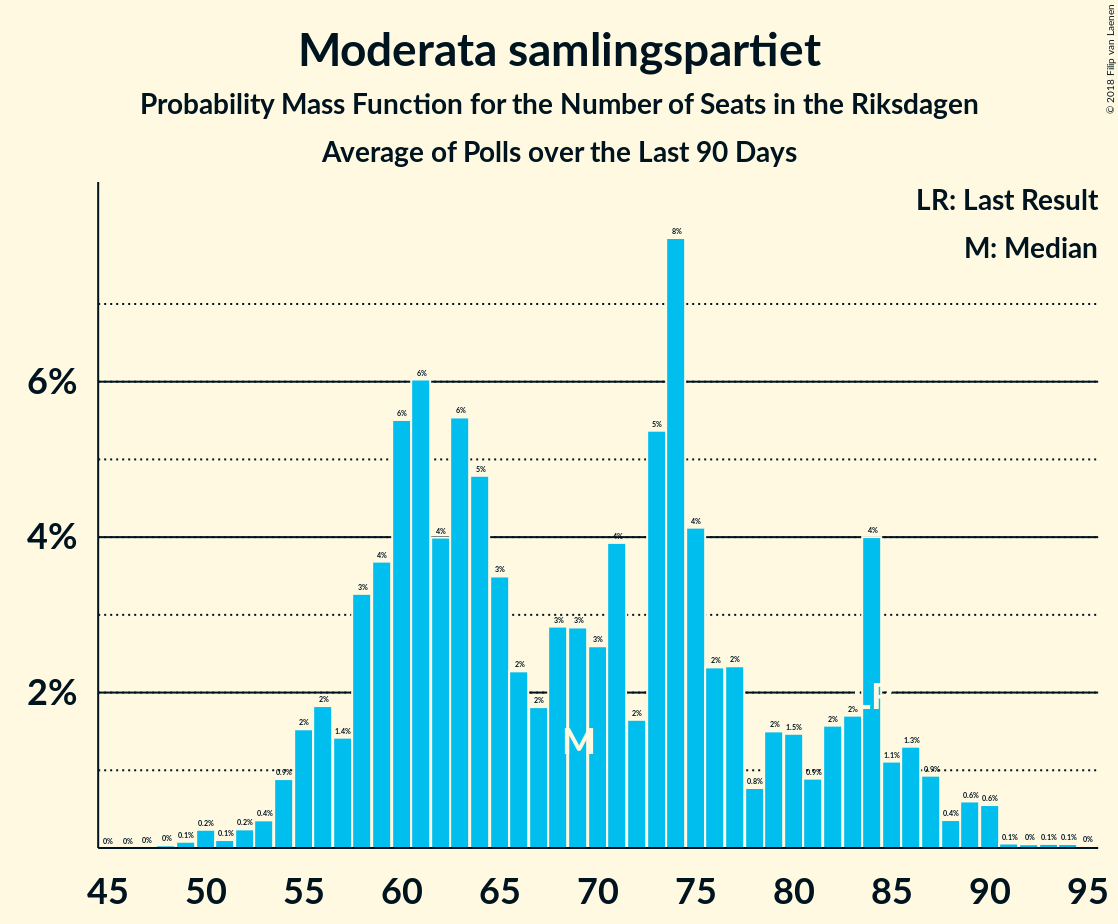 Moderata samlingspartiet
Probability Mass Function for the Number of Seats in the Riksdagen
Average of Polls over the Last 90 Days
© 2018 Filip van Laenen
LR: Last Result
M: Median
6%
4%
2%
0% 0% 0% 0% 0.1% 0.2% 0.1% 0.2% 0.4% 0.9% 2% 2% 1.4% 3% 4% 6% 6% 4% 6% 5% 3% 2% 2% 3% 3% 3% 4% 2% 5% 8% 4% 2% 2% 0.8% 2% 1.5% 0.9% 2% 2% 4% 1.1% 1.3% 0.9% 0.4% 0.6% 0.6% 0.1% 0% 0.1% 0.1% 0%
M
LR
45 50 55 60 65 70 75 80 85 90 95